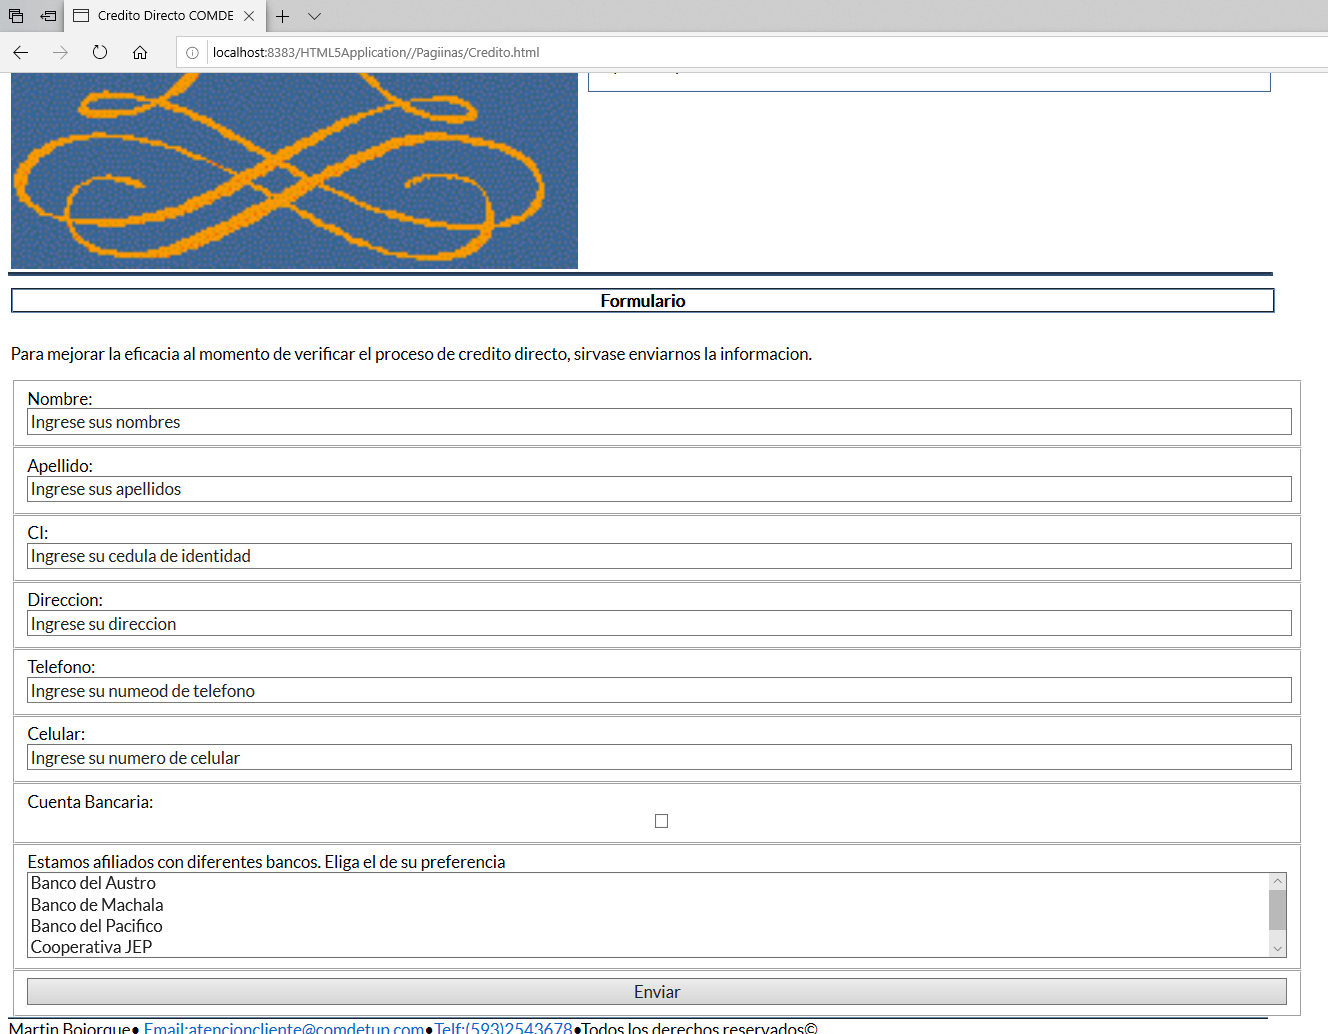 Credito Directo COMDE
localhost:8383/HTML5Application//Pagiinas/Credito.html
Formulario
Para mejorar la eficacia al momento de verificar el proceso de credito directo, sirvase enviarnos la informacion.
Nombre:
Ingrese sus nombres
Apellido:
Ingrese sus apellidos
CI:
Ingrese su cedula de identidad
Direccion:
Ingrese su direccion
Telefono:
Ingrese su numeod de telefono
Celular:
Ingrese su numero de celular
Cuenta Bancaria:
Estamos afiliados con diferentes bancos. Eliga el de su preferencia
Banco del Austro
Banco de Machala
Banco del Pacifico
Cooperativa JEP
Enviar
Martin Bojorque• Email:atencioncliente@comdetup.com•Telf:(593)2543678•Todos los derechos reservados©